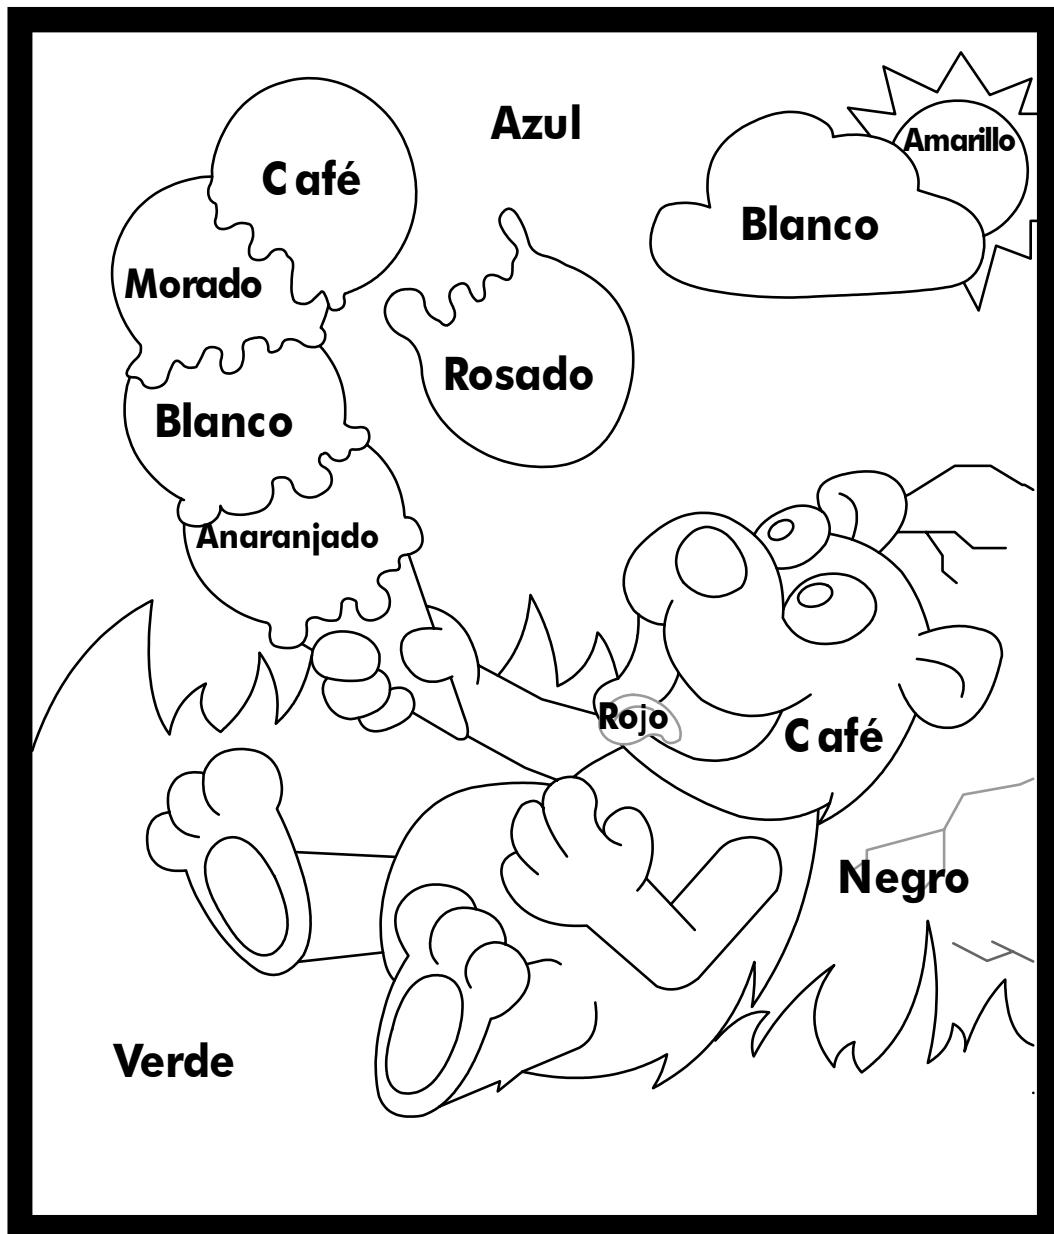 Azul
Amarillo
Café
Blanco
Morado
Rosado
Blanco
Anaranjado
Rojo
Café
Negro
Verde